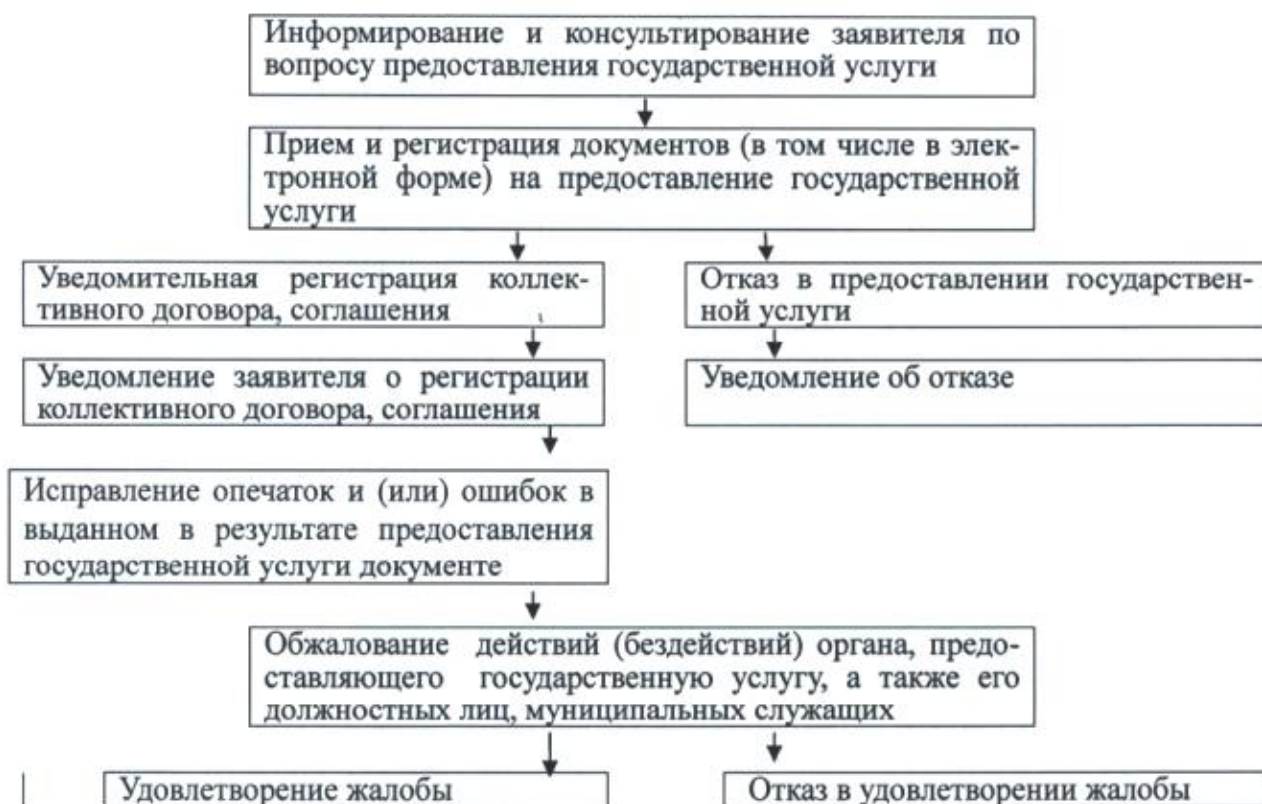 Информирование и консультирование заявителя по
вопросу предоставления государственной услуги
Прием и регистрация документов (в том числе в элек-
тронной форме) на предоставление государственной
услуги
Уведомительная регистрация коллек-
тивного договора, соглашения
Отказ в предоставлении государствен-
ной услуги
Уведомление заявителя о регистрации
коллективного договора, соглашения
Уведомление об отказе
Исправление опечаток и (или) ошибок в
выданном в результате предоставления
государственной услуги документе
Обжалование действий (бездействий) органа, предо-
ставляющего государственную услугу, а также его
должностных лиц, муниципальных служащих
Удовлетворение жалобы
Отказ в удовлетворении жалобы